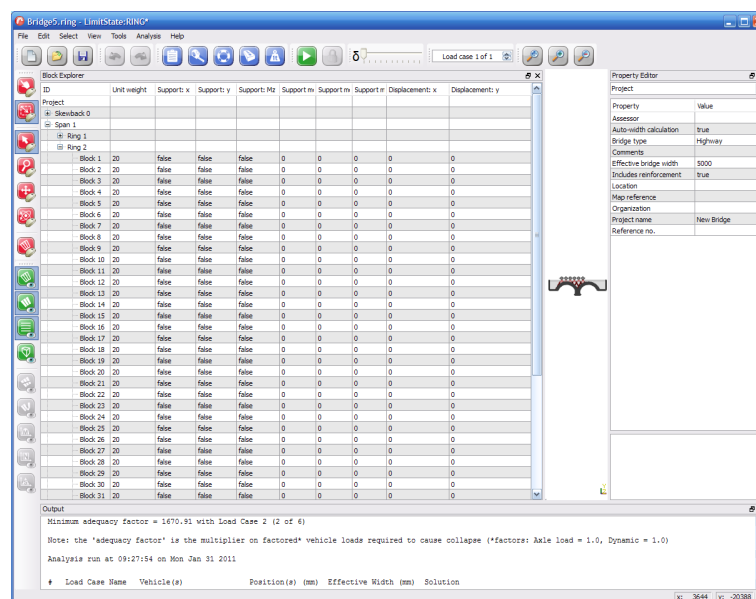 Bridge5.ring - LimitState:RING*
File Edit Select View Tools Analysis Help
δ Load case 1 of 1
Block Explorer
ID Unit weight Support: x Support: y Support: Mz Support m Support m Support m Displacement: x Displacement: y
Project
Skewback 0
Span 1
Ring 1
Ring 2
Block 1 20 false false false 0 0 0 0 0
Block 2 20 false false false 0 0 0 0 0
Block 3 20 false false false 0 0 0 0 0
Block 4 20 false false false 0 0 0 0 0
Block 5 20 false false false 0 0 0 0 0
Block 6 20 false false false 0 0 0 0 0
Block 7 20 false false false 0 0 0 0 0
Block 8 20 false false false 0 0 0 0 0
Block 9 20 false false false 0 0 0 0 0
Block 10 20 false false false 0 0 0 0 0
Block 11 20 false false false 0 0 0 0 0
Block 12 20 false false false 0 0 0 0 0
Block 13 20 false false false 0 0 0 0 0
Block 14 20 false false false 0 0 0 0 0
Block 15 20 false false false 0 0 0 0 0
Block 16 20 false false false 0 0 0 0 0
Block 17 20 false false false 0 0 0 0 0
Block 18 20 false false false 0 0 0 0 0
Block 19 20 false false false 0 0 0 0 0
Block 20 20 false false false 0 0 0 0 0
Block 21 20 false false false 0 0 0 0 0
Block 22 20 false false false 0 0 0 0 0
Block 23 20 false false false 0 0 0 0 0
Block 24 20 false false false 0 0 0 0 0
Block 25 20 false false false 0 0 0 0 0
Block 26 20 false false false 0 0 0 0 0
Block 27 20 false false false 0 0 0 0 0
Block 28 20 false false false 0 0 0 0 0
Block 29 20 false false false 0 0 0 0 0
Block 30 20 false false false 0 0 0 0 0
Block 31 20 false false false 0 0 0 0 0
Property Editor
Project
Property Value
Assessor
Auto-width calculation true
Bridge type Highway
Comments
Effective bridge width 5000
Includes reinforcement true
Location
Map reference
Organization
Project name New Bridge
Reference no.
Output
Minimum adequacy factor = 1670.91 with Load Case 2 (2 of 6)
Note: the 'adequacy factor' is the multiplier on factored* vehicle loads required to cause collapse (*factors: Axle load = 1.0, Dynamic = 1.0)
Analysis run at 09:27:54 on Mon Jan 31 2011
# Load Case Name Vehicle(s) Position(s) (mm) Effective Width (mm) Solution
x: 3644 y: -20388